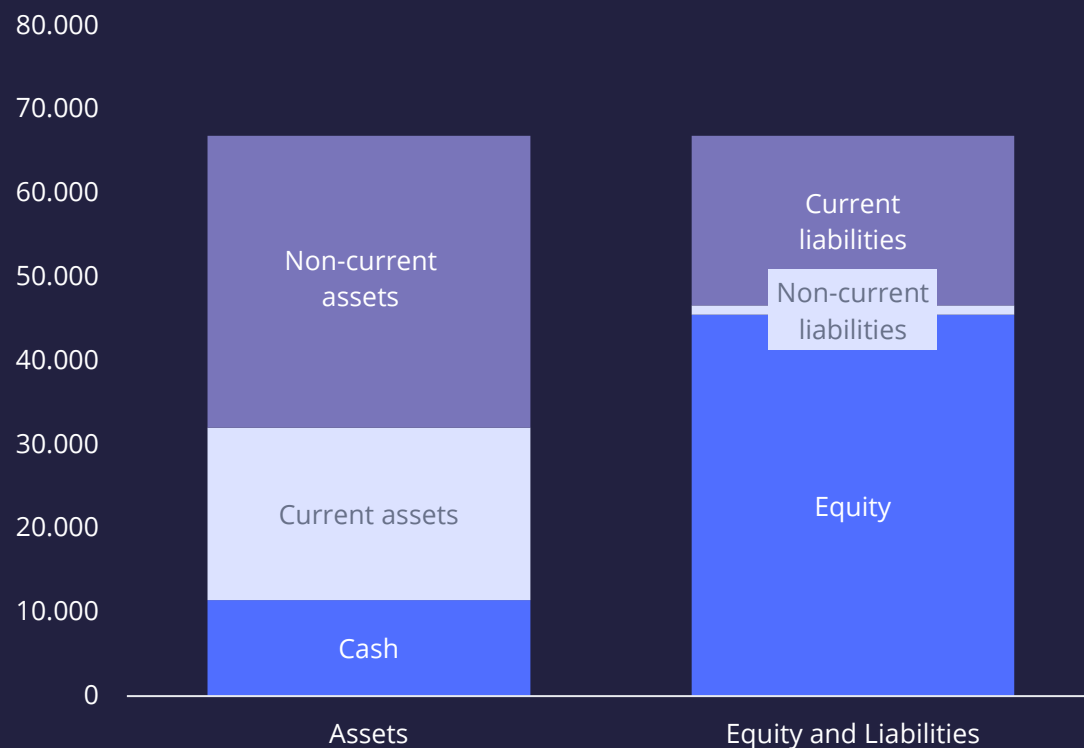 80.000
70.000
60.000
50.000
40.000
30.000
20.000
10.000
0
Non-current
assets
Current assets
Cash
Current
liabilities
Non-current
liabilities
Equity
Assets
Equity and Liabilities